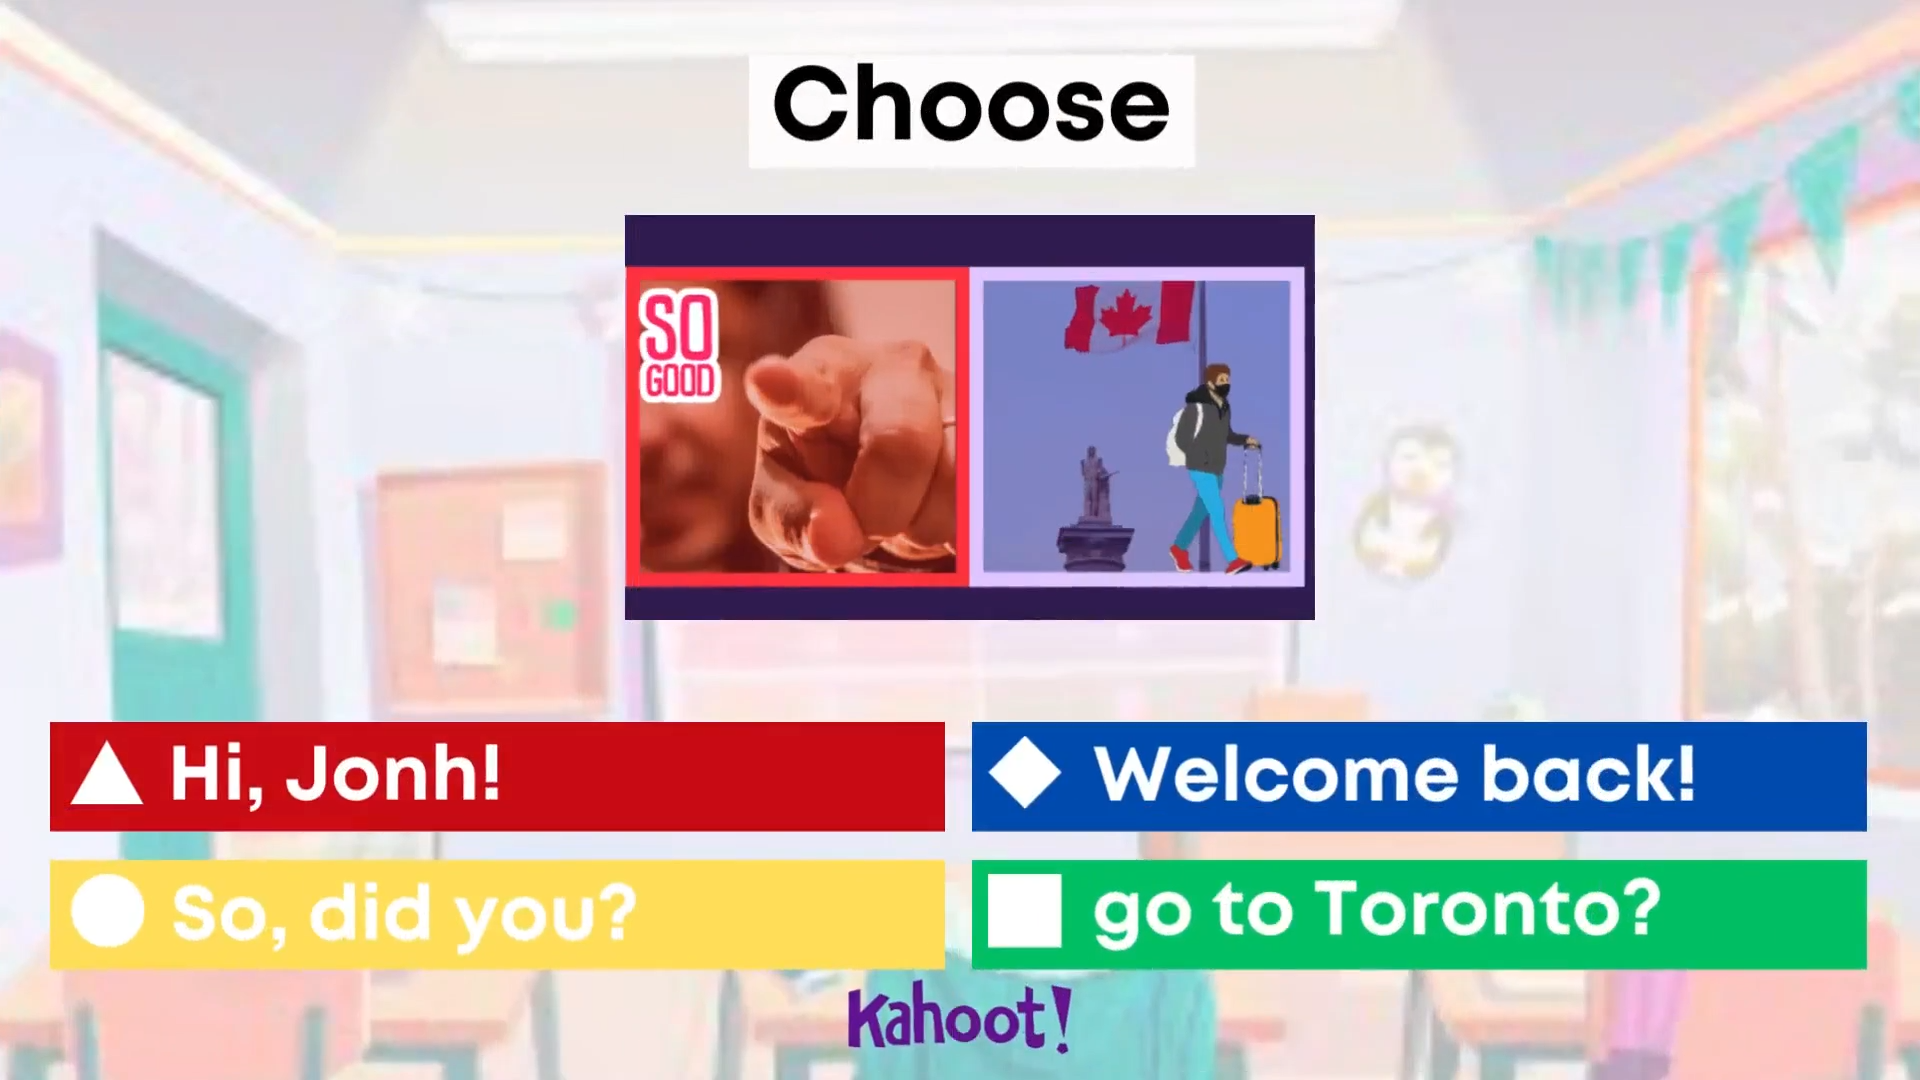 Choose
SO
GOOD
Hi, Jonh!
Welcome back!
So, did you?
go to Toronto?
Kahoot!